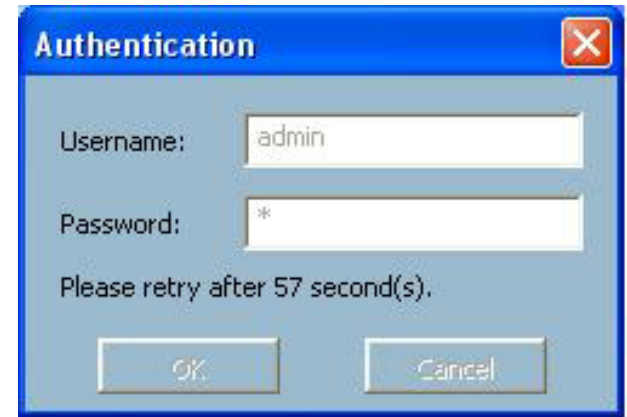 Authentication
Username: admin
Password: *
Please retry after 57 second(s).
OK Cancel